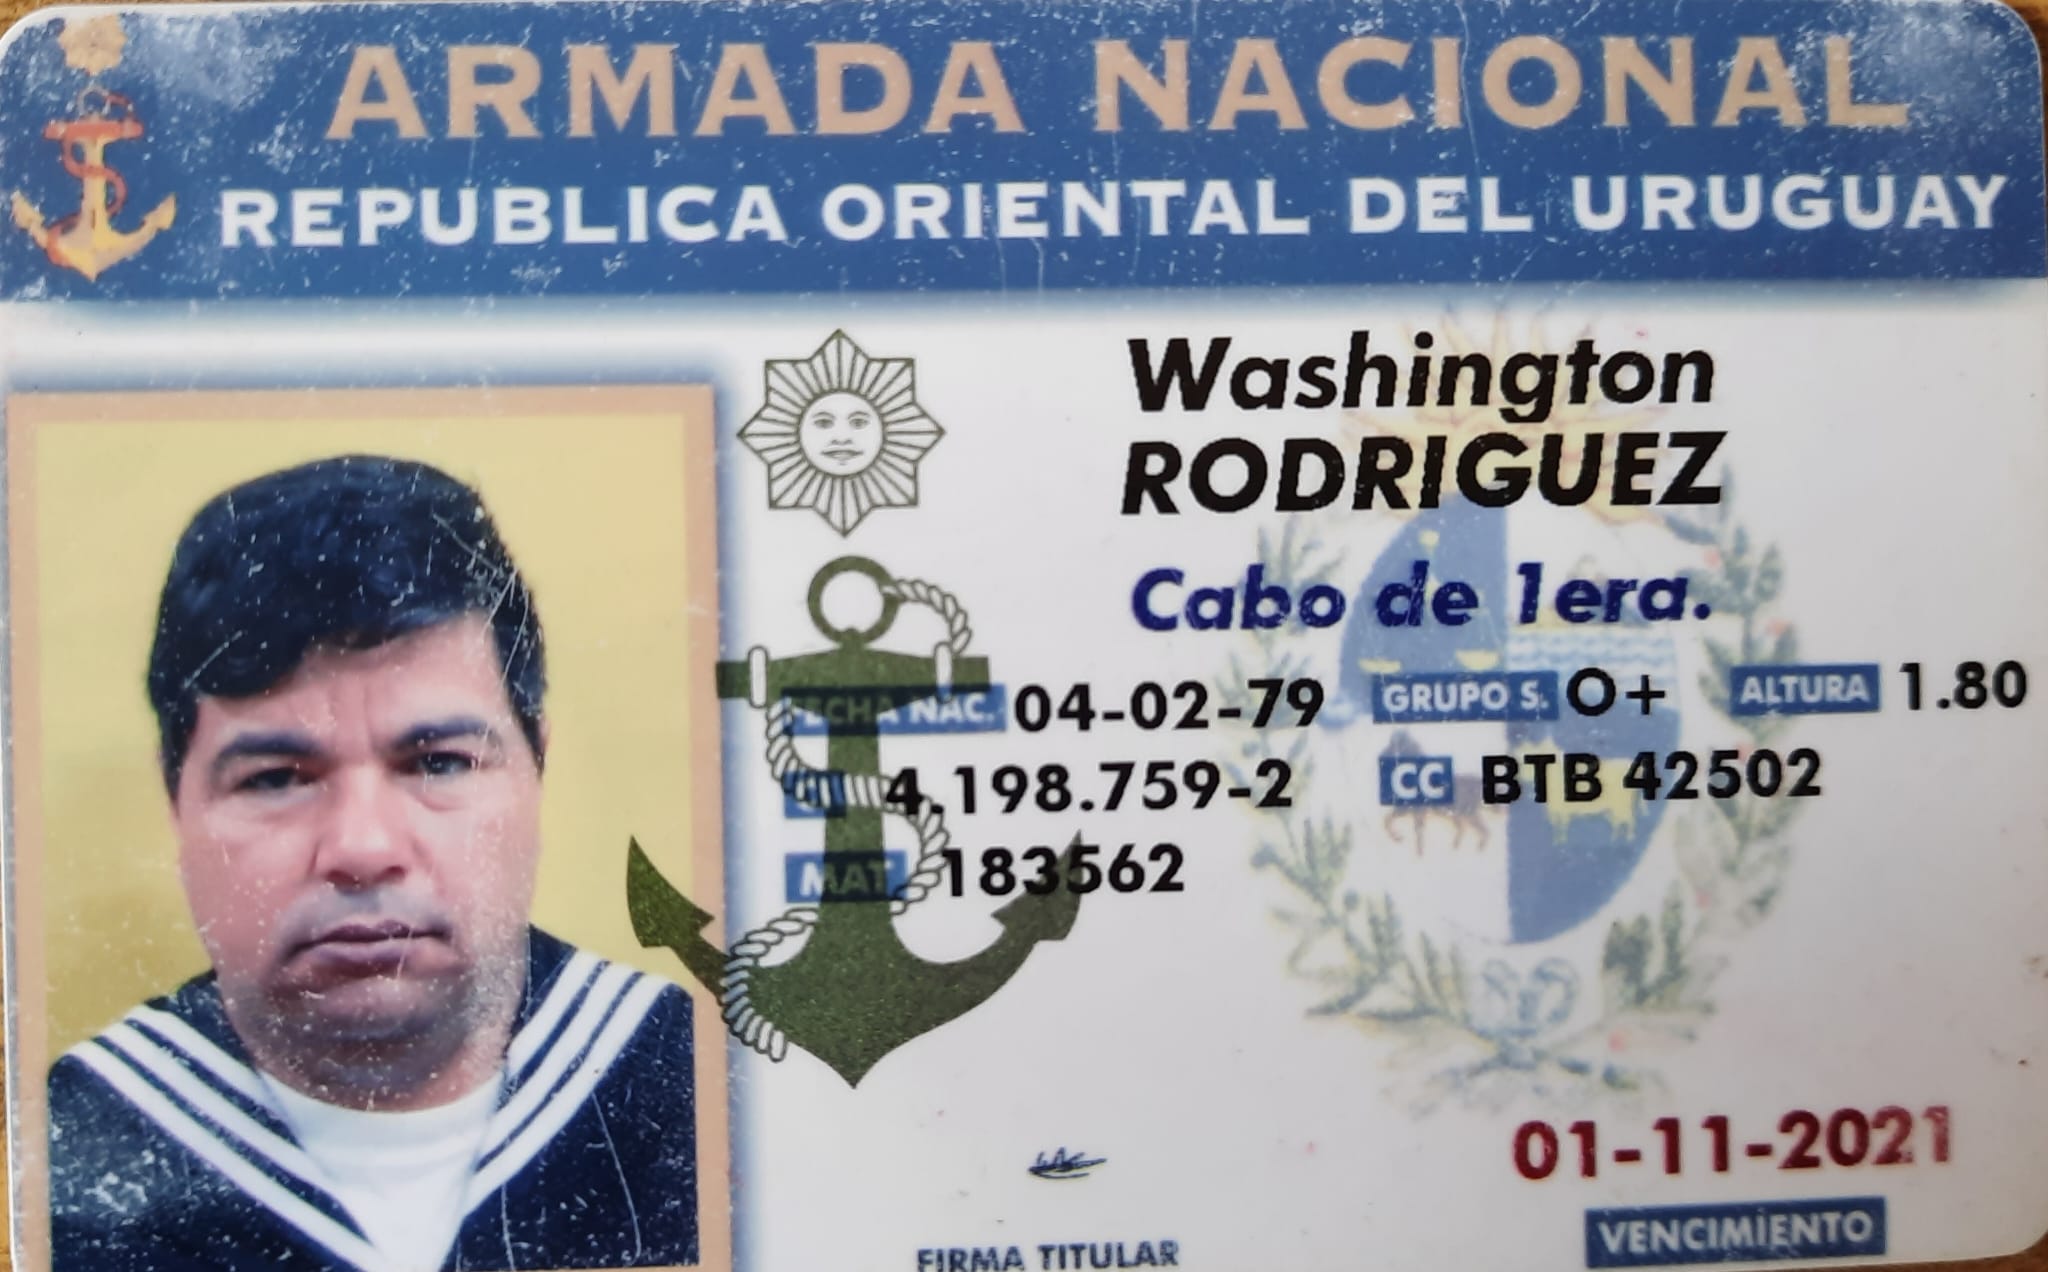 ARMADA NACIONAL
REPUBLICA ORIENTAL DEL URUGUAY
Washington
RODRIGUEZ
Cabo de 1era.
FECHA NAC. 04-02-79 GRUPO S. O+ ALTURA 1.80
CI 4.198.759-2 CC BTB 42502
MAT 183562
01-11-2021
VENCIMIENTO
FIRMA TITULAR